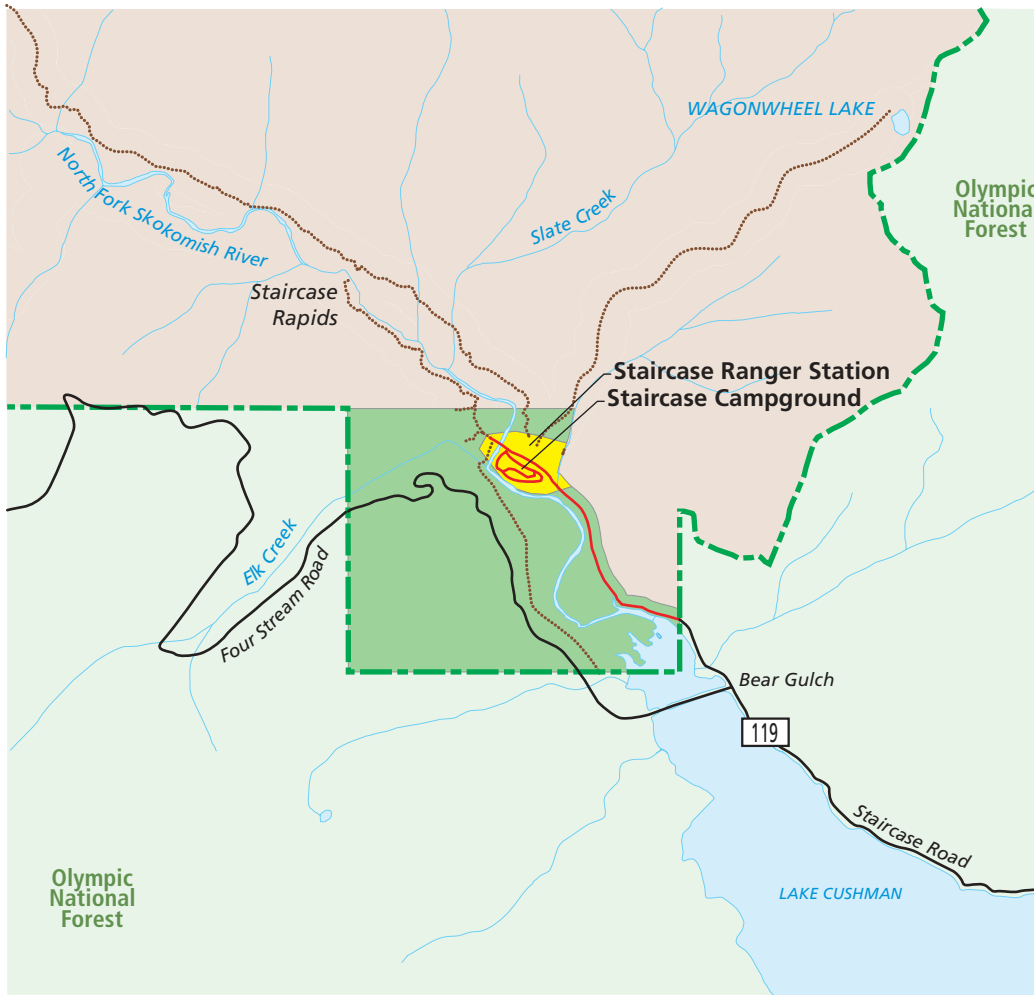 WAGONWHEEL LAKE
Olympic
National
Forest
North Fork Skokomish River
Slate Creek
Staircase
Rapids
Staircase Ranger Station
Staircase Campground
Elk Creek
Four Stream Road
Bear Gulch
119
Staircase Road
Olympic
National
Forest
LAKE CUSHMAN